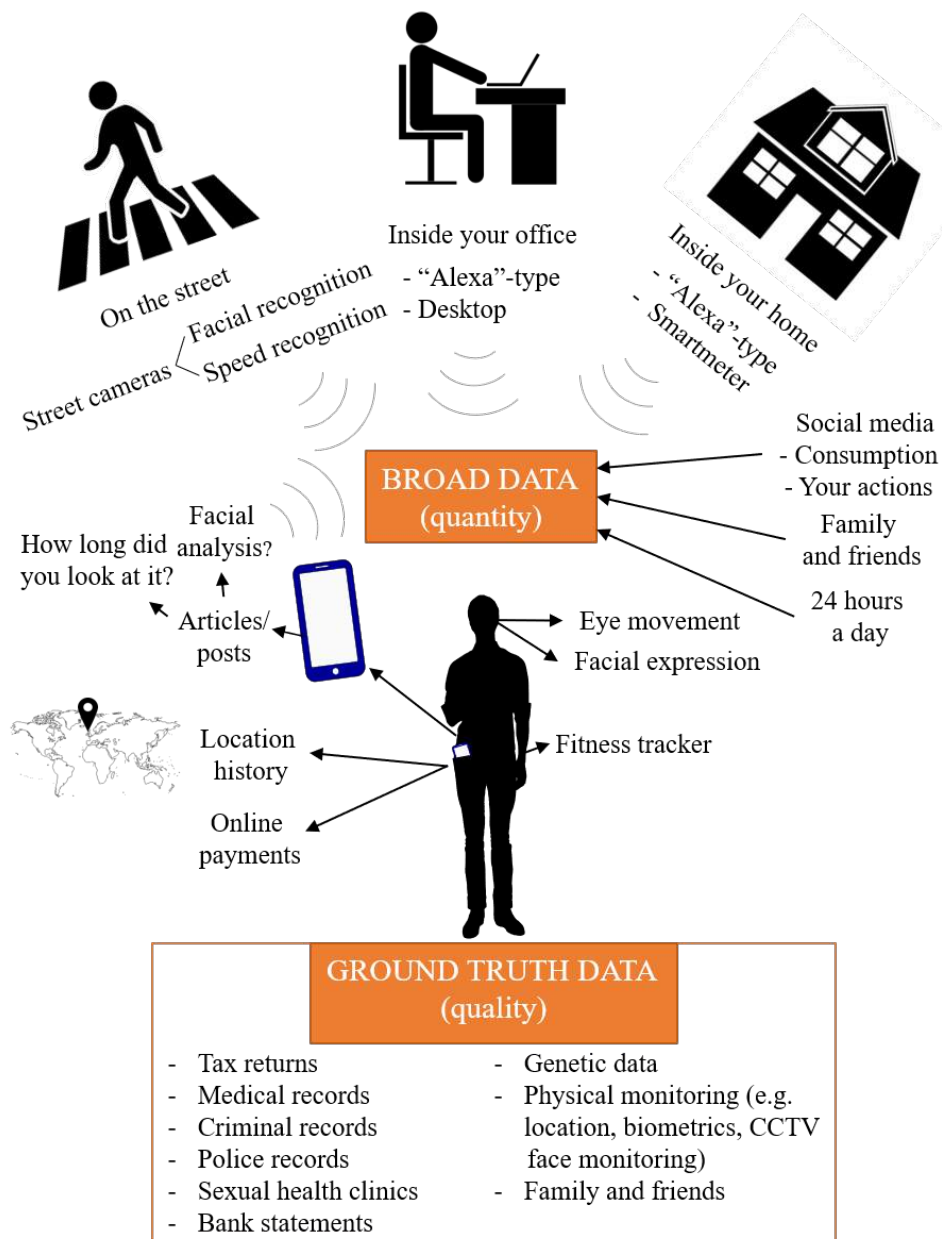 On the street
Street cameras
Facial recognition
Speed recognition
Inside your office
- “Alexa”-type
- Desktop
Inside your home
- “Alexa”-type
- Smartmeter
BROAD DATA
(quantity)
Social media
- Consumption
- Your actions
Family
and friends
24 hours
a day
How long did
you look at it?
Facial
analysis?
Articles/
posts
Eye movement
Facial expression
Location
history
Fitness tracker
Online
payments
GROUND TRUTH DATA
(quality)
- Tax returns
- Medical records
- Criminal records
- Police records
- Sexual health clinics
- Bank statements
- Genetic data
- Physical monitoring (e.g.
location, biometrics, CCTV
face monitoring)
- Family and friends